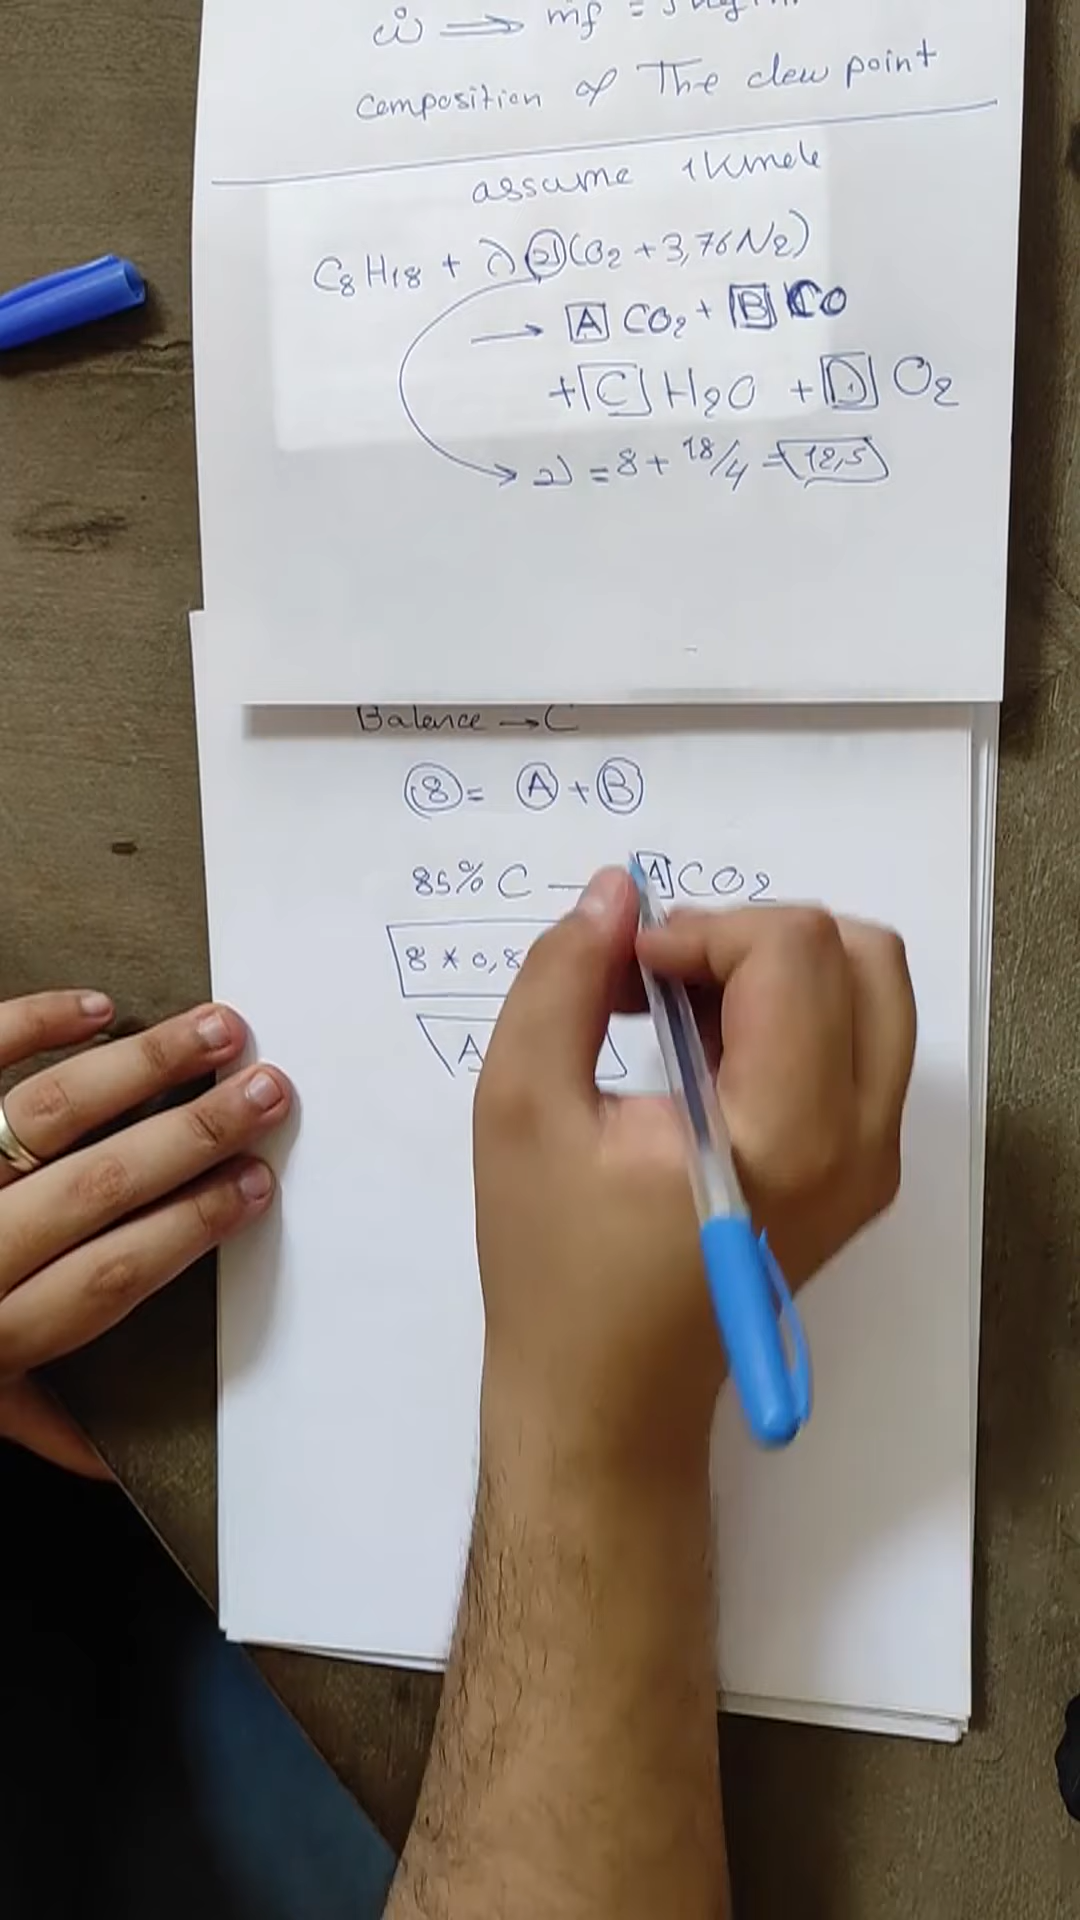 ẇ → ṁf =
composition of The dew point
assume 1kmole
C8H18 + λ (O2 + 3,76N2)
→ A CO2 + B CO
+ C H2O + D O2
= 8 + 18/4 = 12,5
Balance → C
8 = A + B
85% C — A CO2
8 * 0,8
A